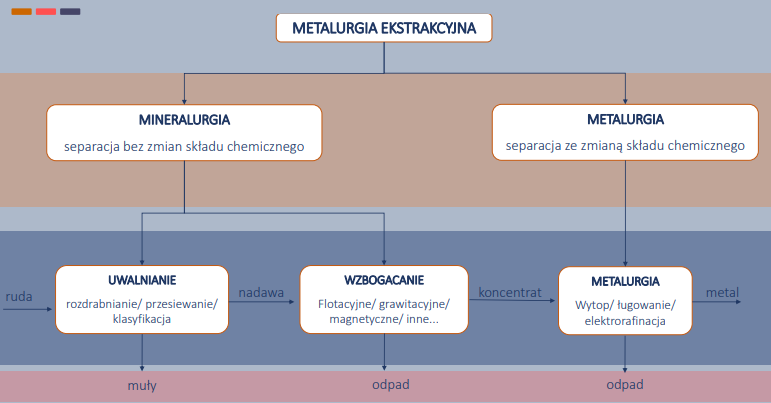 METALURGIA EKSTRAKCYJNA
MINERALURGIA
separacja bez zmian składu chemicznego
METALURGIA
separacja ze zmianą składu chemicznego
ruda
UWALNIANIE
rozdrabnianie/ przesiewanie/
klasyfikacja
nadawa
WZBOGACANIE
Flotacyjne/ grawitacyjne/
magnetyczne/ inne...
koncentrat
METALURGIA
Wytop/ ługowanie/
elektrorafinacja
metal
muły
odpad
odpad